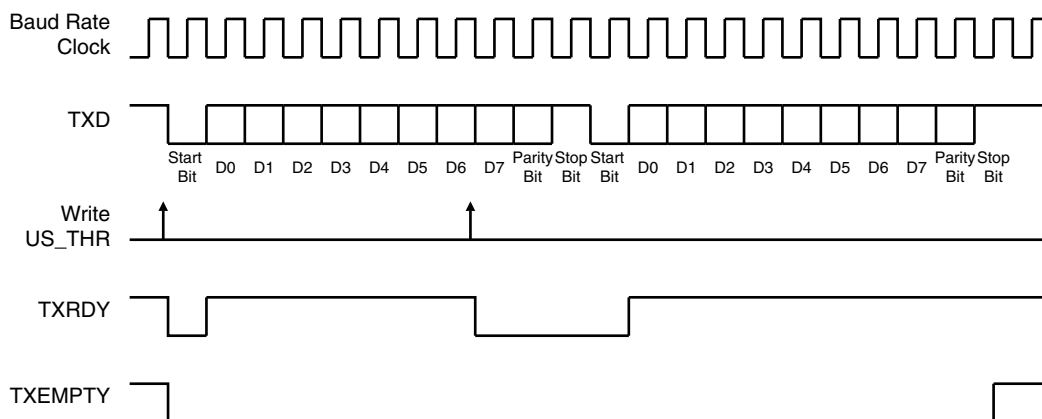 Baud Rate
Clock
TXD
Start
Bit
D0
D1
D2
D3
D4
D5
D6
D7
Parity
Bit
Stop
Bit
Start
Bit
D0
D1
D2
D3
D4
D5
D6
D7
Parity
Bit
Stop
Bit
Write
US_THR
TXRDY
TXEMPTY